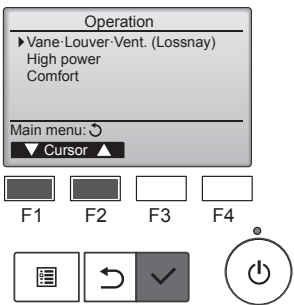 Operation
▶Vane·Louver·Vent. (Lossnay)
High power
Comfort
Main menu:
▼ Cursor ▲
F1 F2 F3 F4